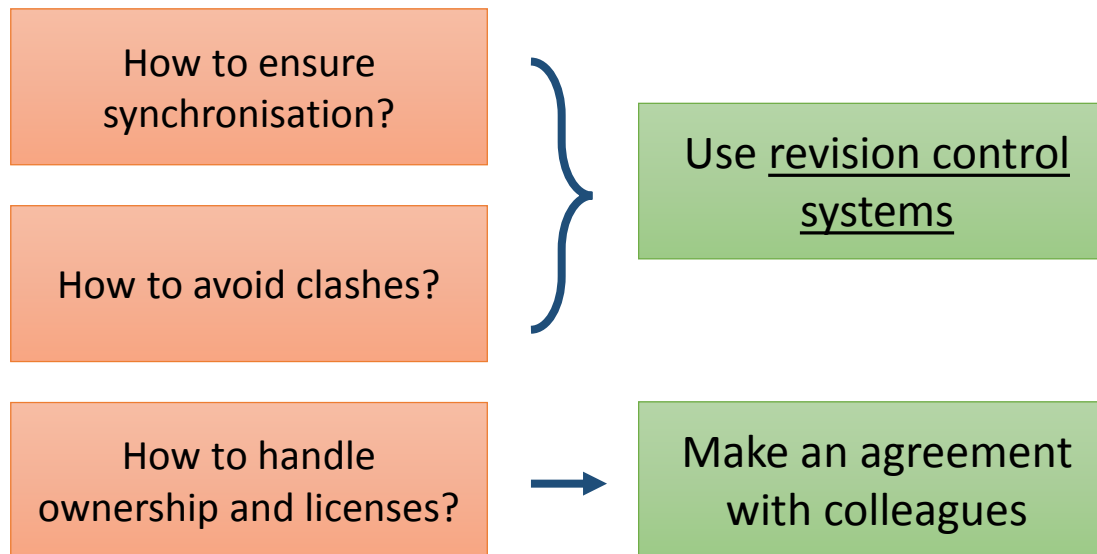 How to ensure
synchronisation?
Use revision control
systems
How to avoid clashes?
How to handle
ownership and licenses?
Make an agreement
with colleagues